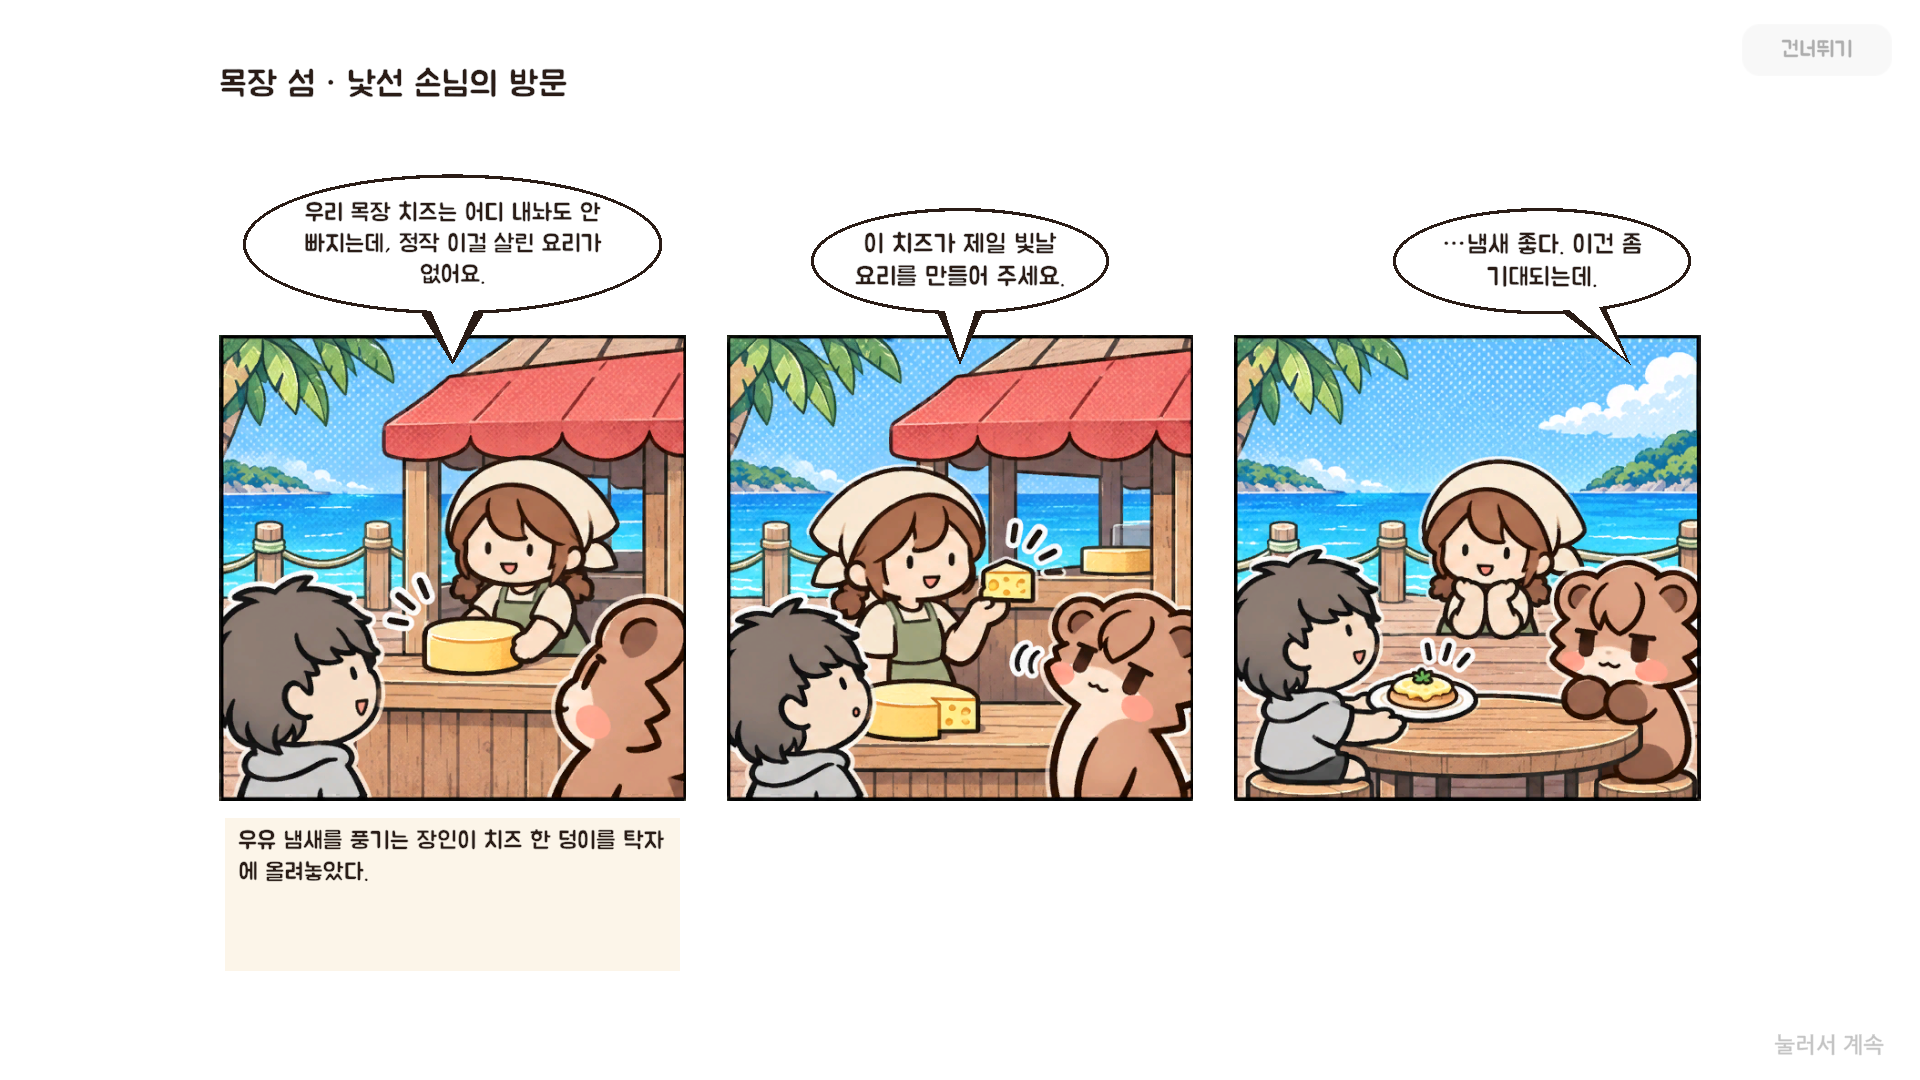 건너뛰기
목장 섬 · 낯선 손님의 방문
우리 목장 치즈는 어디 내놔도 안
빠지는데, 정작 이걸 살린 요리가
없어요.
이 치즈가 제일 빛날
요리를 만들어 주세요.
…냄새 좋다. 이건 좀
기대되는데.
우유 냄새를 풍기는 장인이 치즈 한 덩이를 탁자
에 올려놓았다.
눌러서 계속